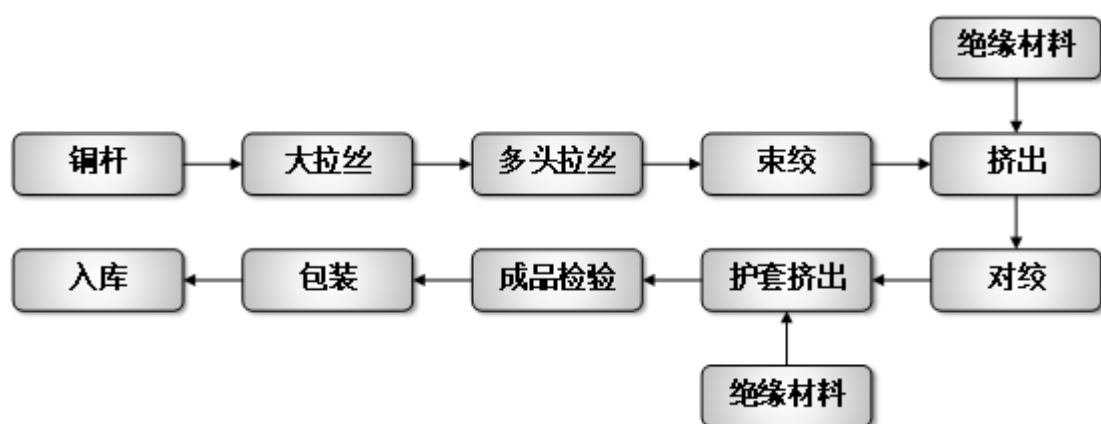 绝缘材料
铜杆
大拉丝
多头拉丝
束绞
挤出
入库
包装
成品检验
护套挤出
对绞
绝缘材料